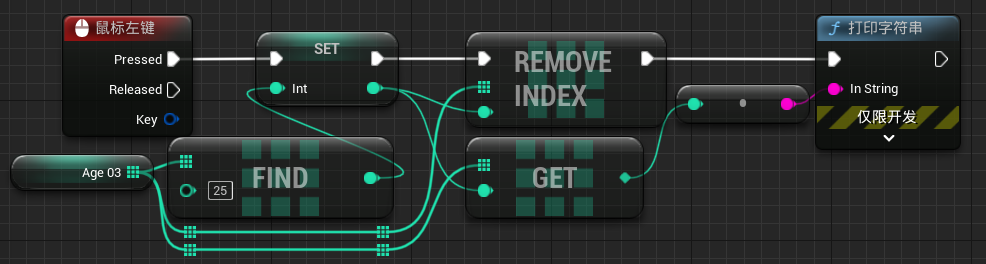 鼠标左键
Pressed
Released
Key
SET
Int
REMOVE
INDEX
打印字符串
In String
仅限开发
Age 03
FIND
25
GET